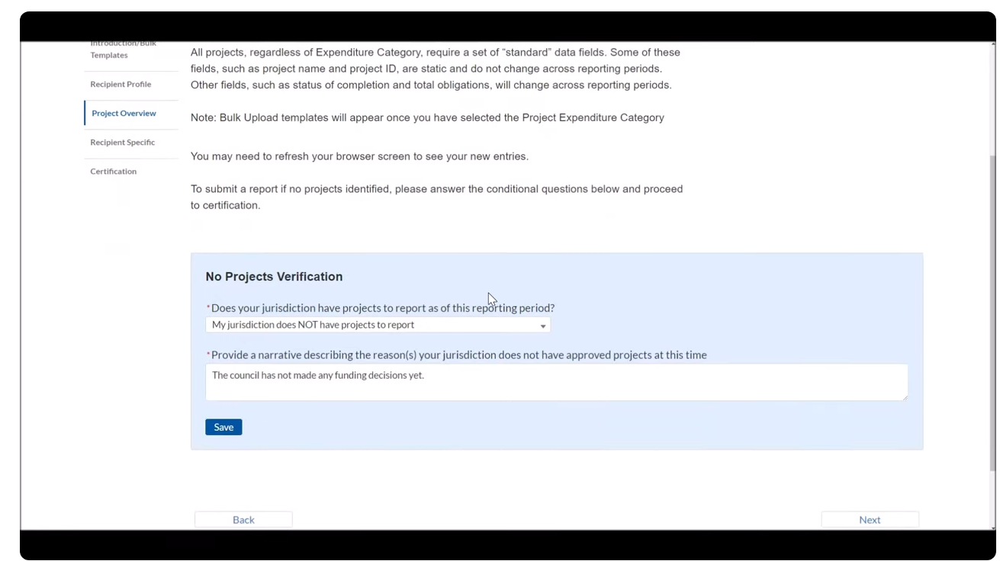 Introduction/Bulk
Templates
Recipient Profile
Project Overview
Recipient Specific
Certification
All projects, regardless of Expenditure Category, require a set of “standard” data fields. Some of these
fields, such as project name and project ID, are static and do not change across reporting periods.
Other fields, such as status of completion and total obligations, will change across reporting periods.
Note: Bulk Upload templates will appear once you have selected the Project Expenditure Category
You may need to refresh your browser screen to see your new entries.
To submit a report if no projects identified, please answer the conditional questions below and proceed
to certification.
No Projects Verification
*Does your jurisdiction have projects to report as of this reporting period?
My jurisdiction does NOT have projects to report
*Provide a narrative describing the reason(s) your jurisdiction does not have approved projects at this time
The council has not made any funding decisions yet.
Save
Back
Next